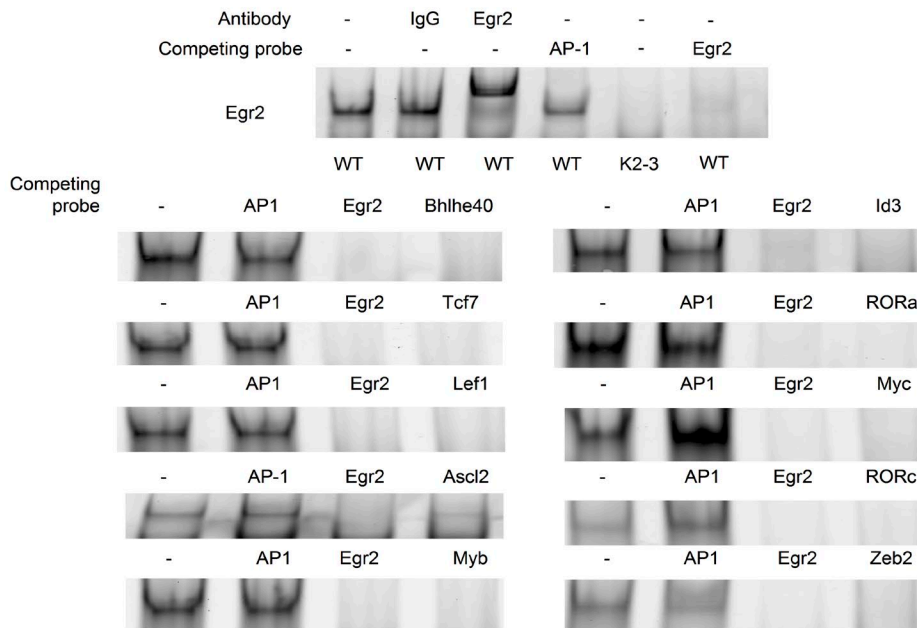 Antibody - IgG Egr2 - - -
Competing probe - - - AP-1 - Egr2
Egr2
WT WT WT WT K2-3 WT
Competing
probe - AP1 Egr2 Bhlhe40
- AP1 Egr2 Id3
- AP1 Egr2 Tcf7
- AP1 Egr2 RORa
- AP1 Egr2 Lef1
- AP1 Egr2 Myc
- AP-1 Egr2 Ascl2
- AP1 Egr2 RORc
- AP1 Egr2 Myb
- AP1 Egr2 Zeb2